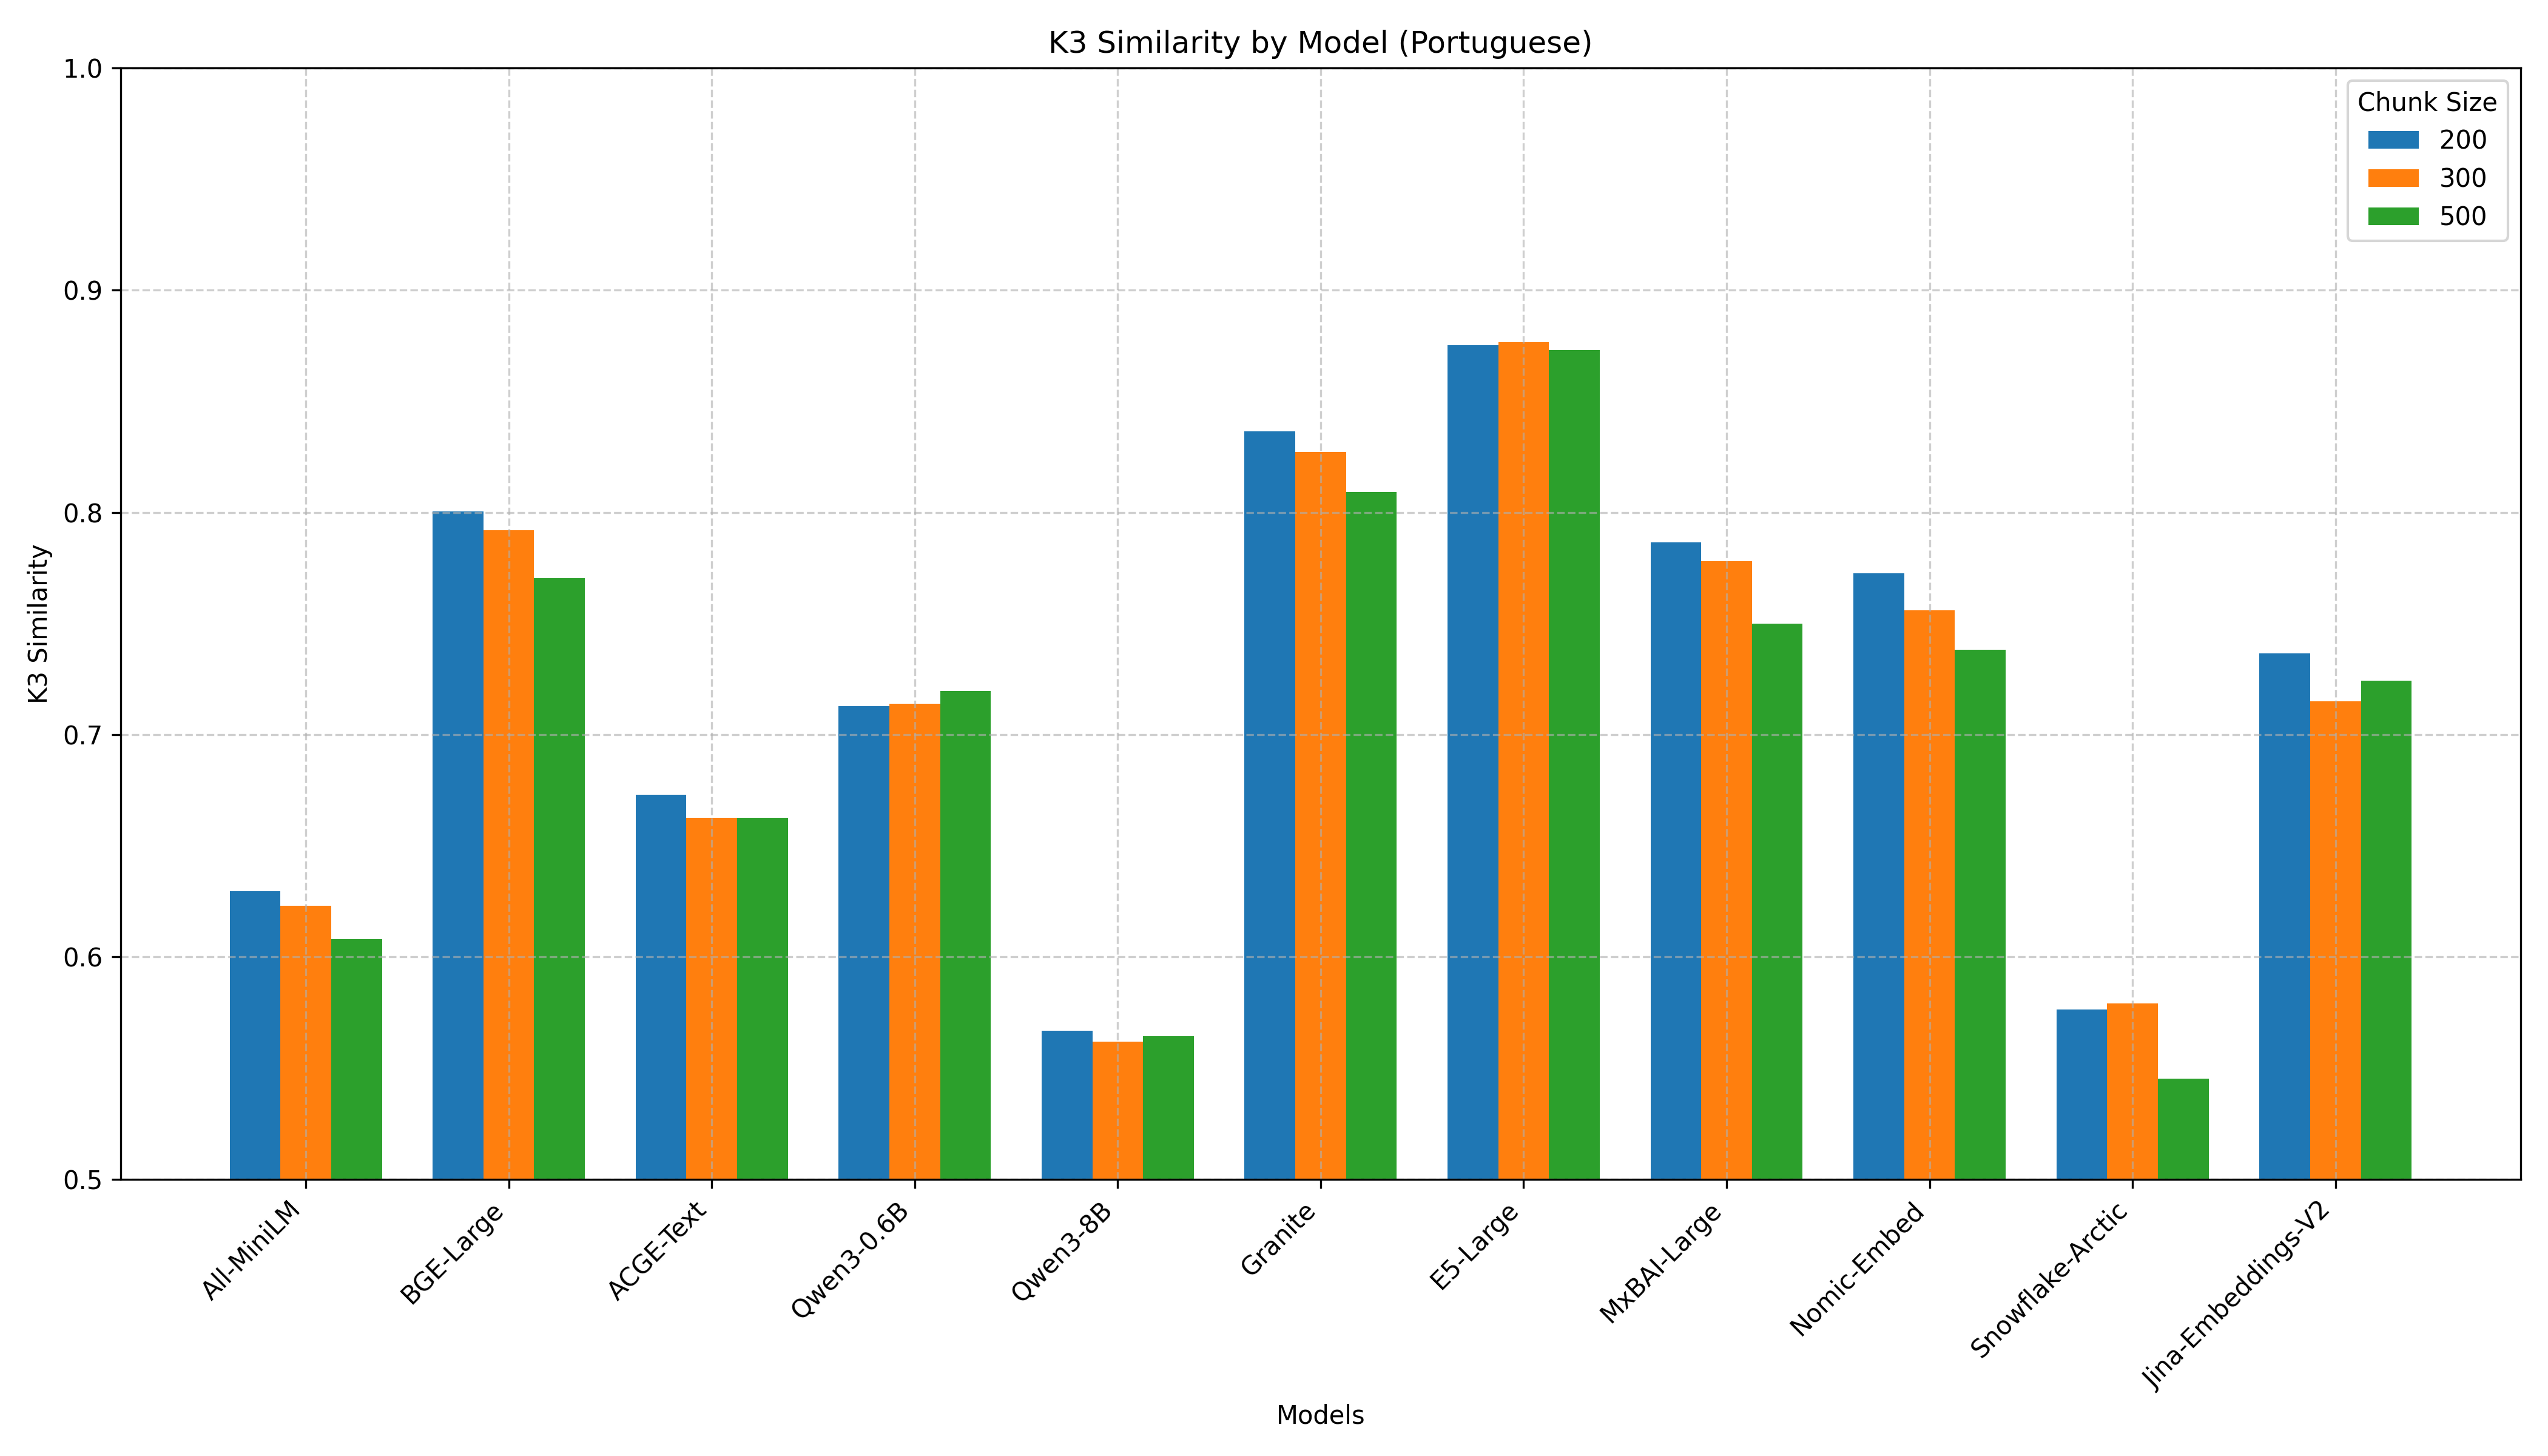 K3 Similarity by Model (Portuguese)
1.0
0.9
0.8
0.7
0.6
0.5
K3 Similarity
Chunk Size
200
300
500
All-MiniLM
BGE-Large
ACGE-Text
Qwen3-0.6B
Qwen3-8B
Granite
E5-Large
MxBAI-Large
Nomic-Embed
Snowflake-Arctic
Jina-Embeddings-V2
Models